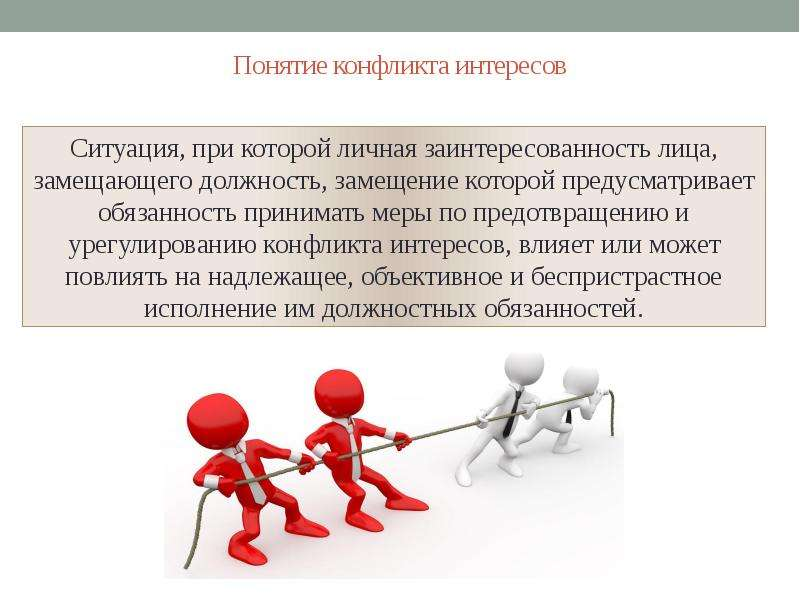 Понятие конфликта интересов
Ситуация, при которой личная заинтересованность лица,
замещающего должность, замещение которой предусматривает
обязанность принимать меры по предотвращению и
урегулированию конфликта интересов, влияет или может
повлиять на надлежащее, объективное и беспристрастное
исполнение им должностных обязанностей.